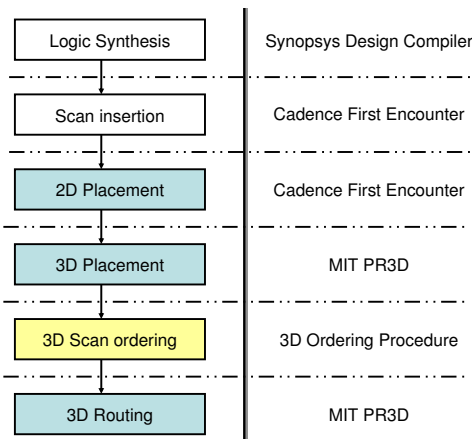 Logic Synthesis
Synopsys Design Compiler
Scan insertion
Cadence First Encounter
2D Placement
Cadence First Encounter
3D Placement
MIT PR3D
3D Scan ordering
3D Ordering Procedure
3D Routing
MIT PR3D